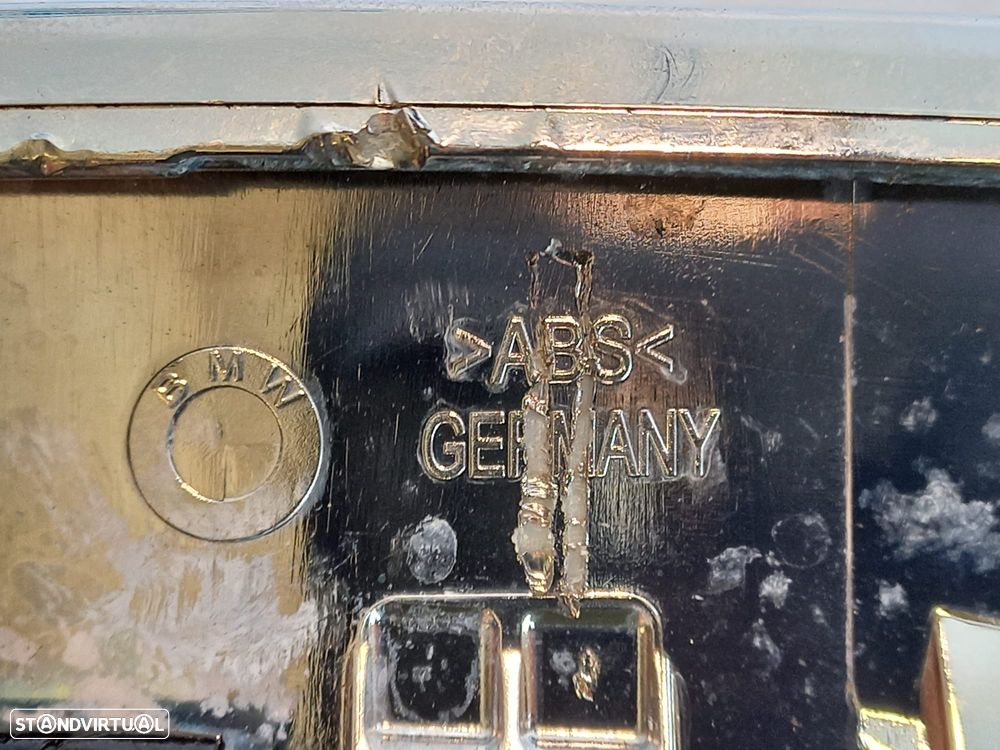 >ABS<
BMW
GERMANY
STANDVIRTUAL